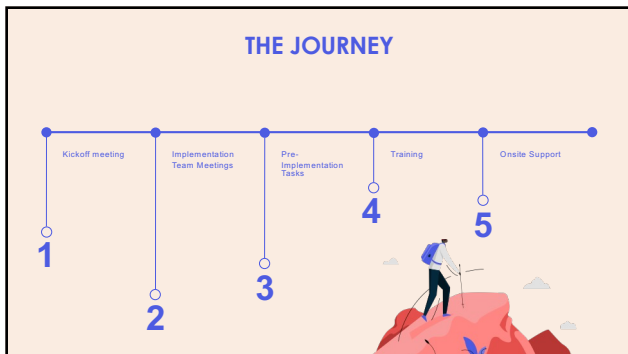 THE JOURNEY
Kickoff meeting
Implementation
Team Meetings
Pre-
Implementation
Tasks
Training
Onsite Support
1
2
3
4
5